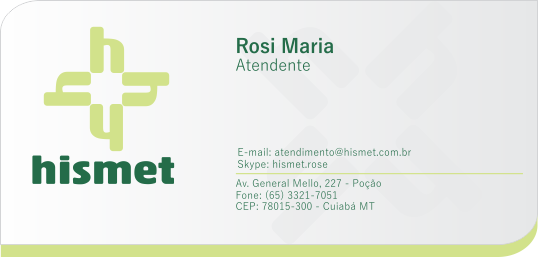 hismet
Rosi Maria
Atendente
E-mail: atendimento@hismet.com.br
Skype: hismet.rose
Av. General Mello, 227 - Poção
Fone: (65) 3321-7051
CEP: 78015-300 - Cuiabá MT